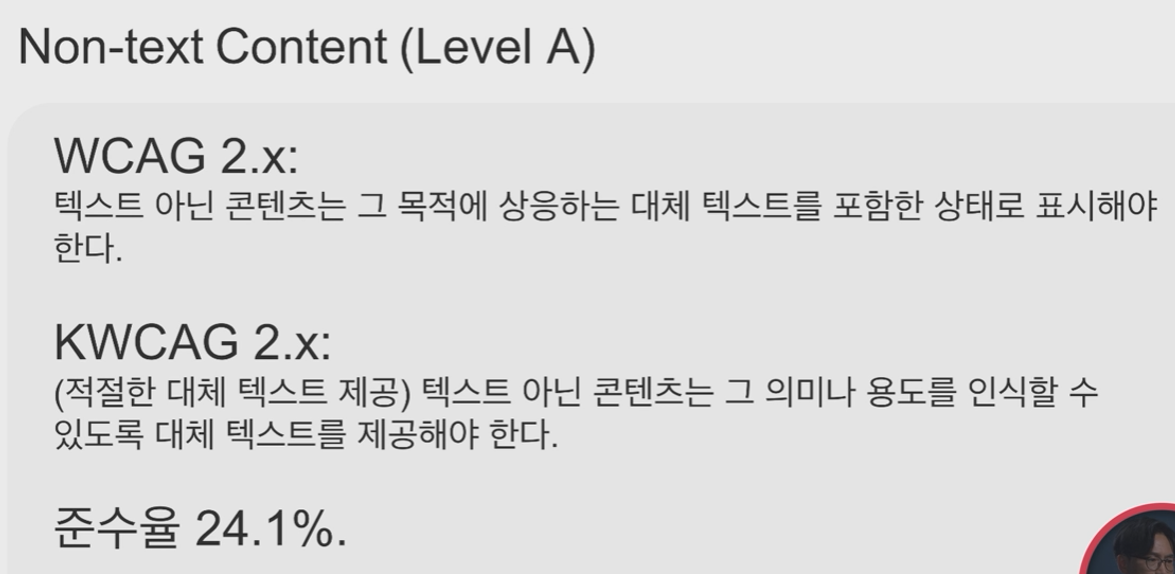 Non-text Content (Level A)
WCAG 2.x:
텍스트 아닌 콘텐츠는 그 목적에 상응하는 대체 텍스트를 포함한 상태로 표시해야
한다.
KWCAG 2.x:
(적절한 대체 텍스트 제공) 텍스트 아닌 콘텐츠는 그 의미나 용도를 인식할 수
있도록 대체 텍스트를 제공해야 한다.
준수율 24.1%.